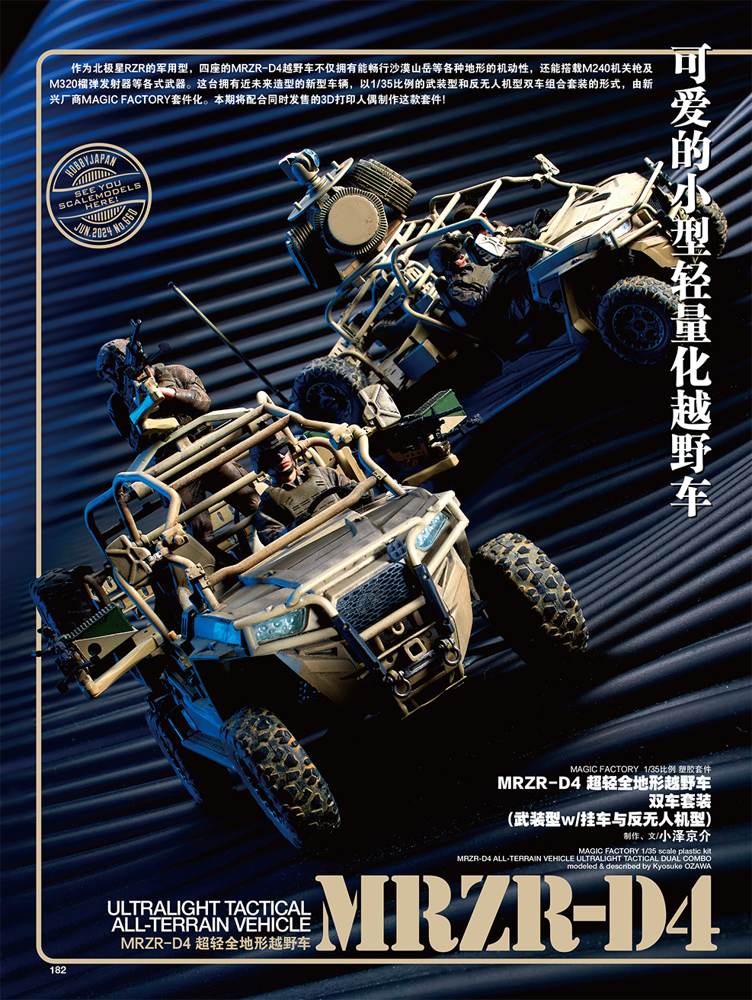 作为北极星RZR的军用型，四座的MRZR-D4越野车不仅拥有能畅行沙漠山岳等各种地形的机动性，还能搭载M240机关枪及
M320榴弹发射器等各式武器。这台拥有近未来造型的新型车辆，以1/35比例的武装型和反无人机型双车组合套装的形式，由新
兴厂商MAGIC FACTORY套件化。本期将配合同时发售的3D打印人偶制作这款套件！
可爱的小型轻量化越野车
HOBBYJAPAN
SEE YOU
SCALEMODELS
HERE!
JUN.2024 No.660
MAGIC FACTORY 1/35比例 塑胶套件
MRZR-D4 超轻全地形越野车
双车套装
（武装型w/挂车与反无人机型）
制作、文/小泽京介
MAGIC FACTORY 1/35 scale plastic kit
MRZR-D4 ALL-TERRAIN VEHICLE ULTRALIGHT TACTICAL DUAL COMBO
modeled & described by Kyosuke OZAWA
ULTRALIGHT TACTICAL
ALL-TERRAIN VEHICLE
MRZR-D4 超轻全地形越野车
MRZR-D4
182